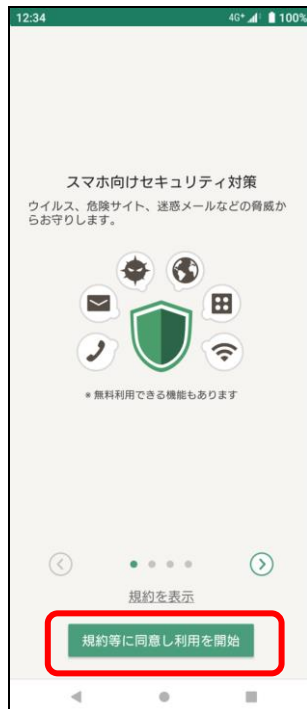 12:34 4G+ 100%
スマホ向けセキュリティ対策
ウイルス、危険サイト、迷惑メールなどの脅威か
らお守りします。
*無料利用できる機能もあります
規約を表示
規約等に同意し利用を開始